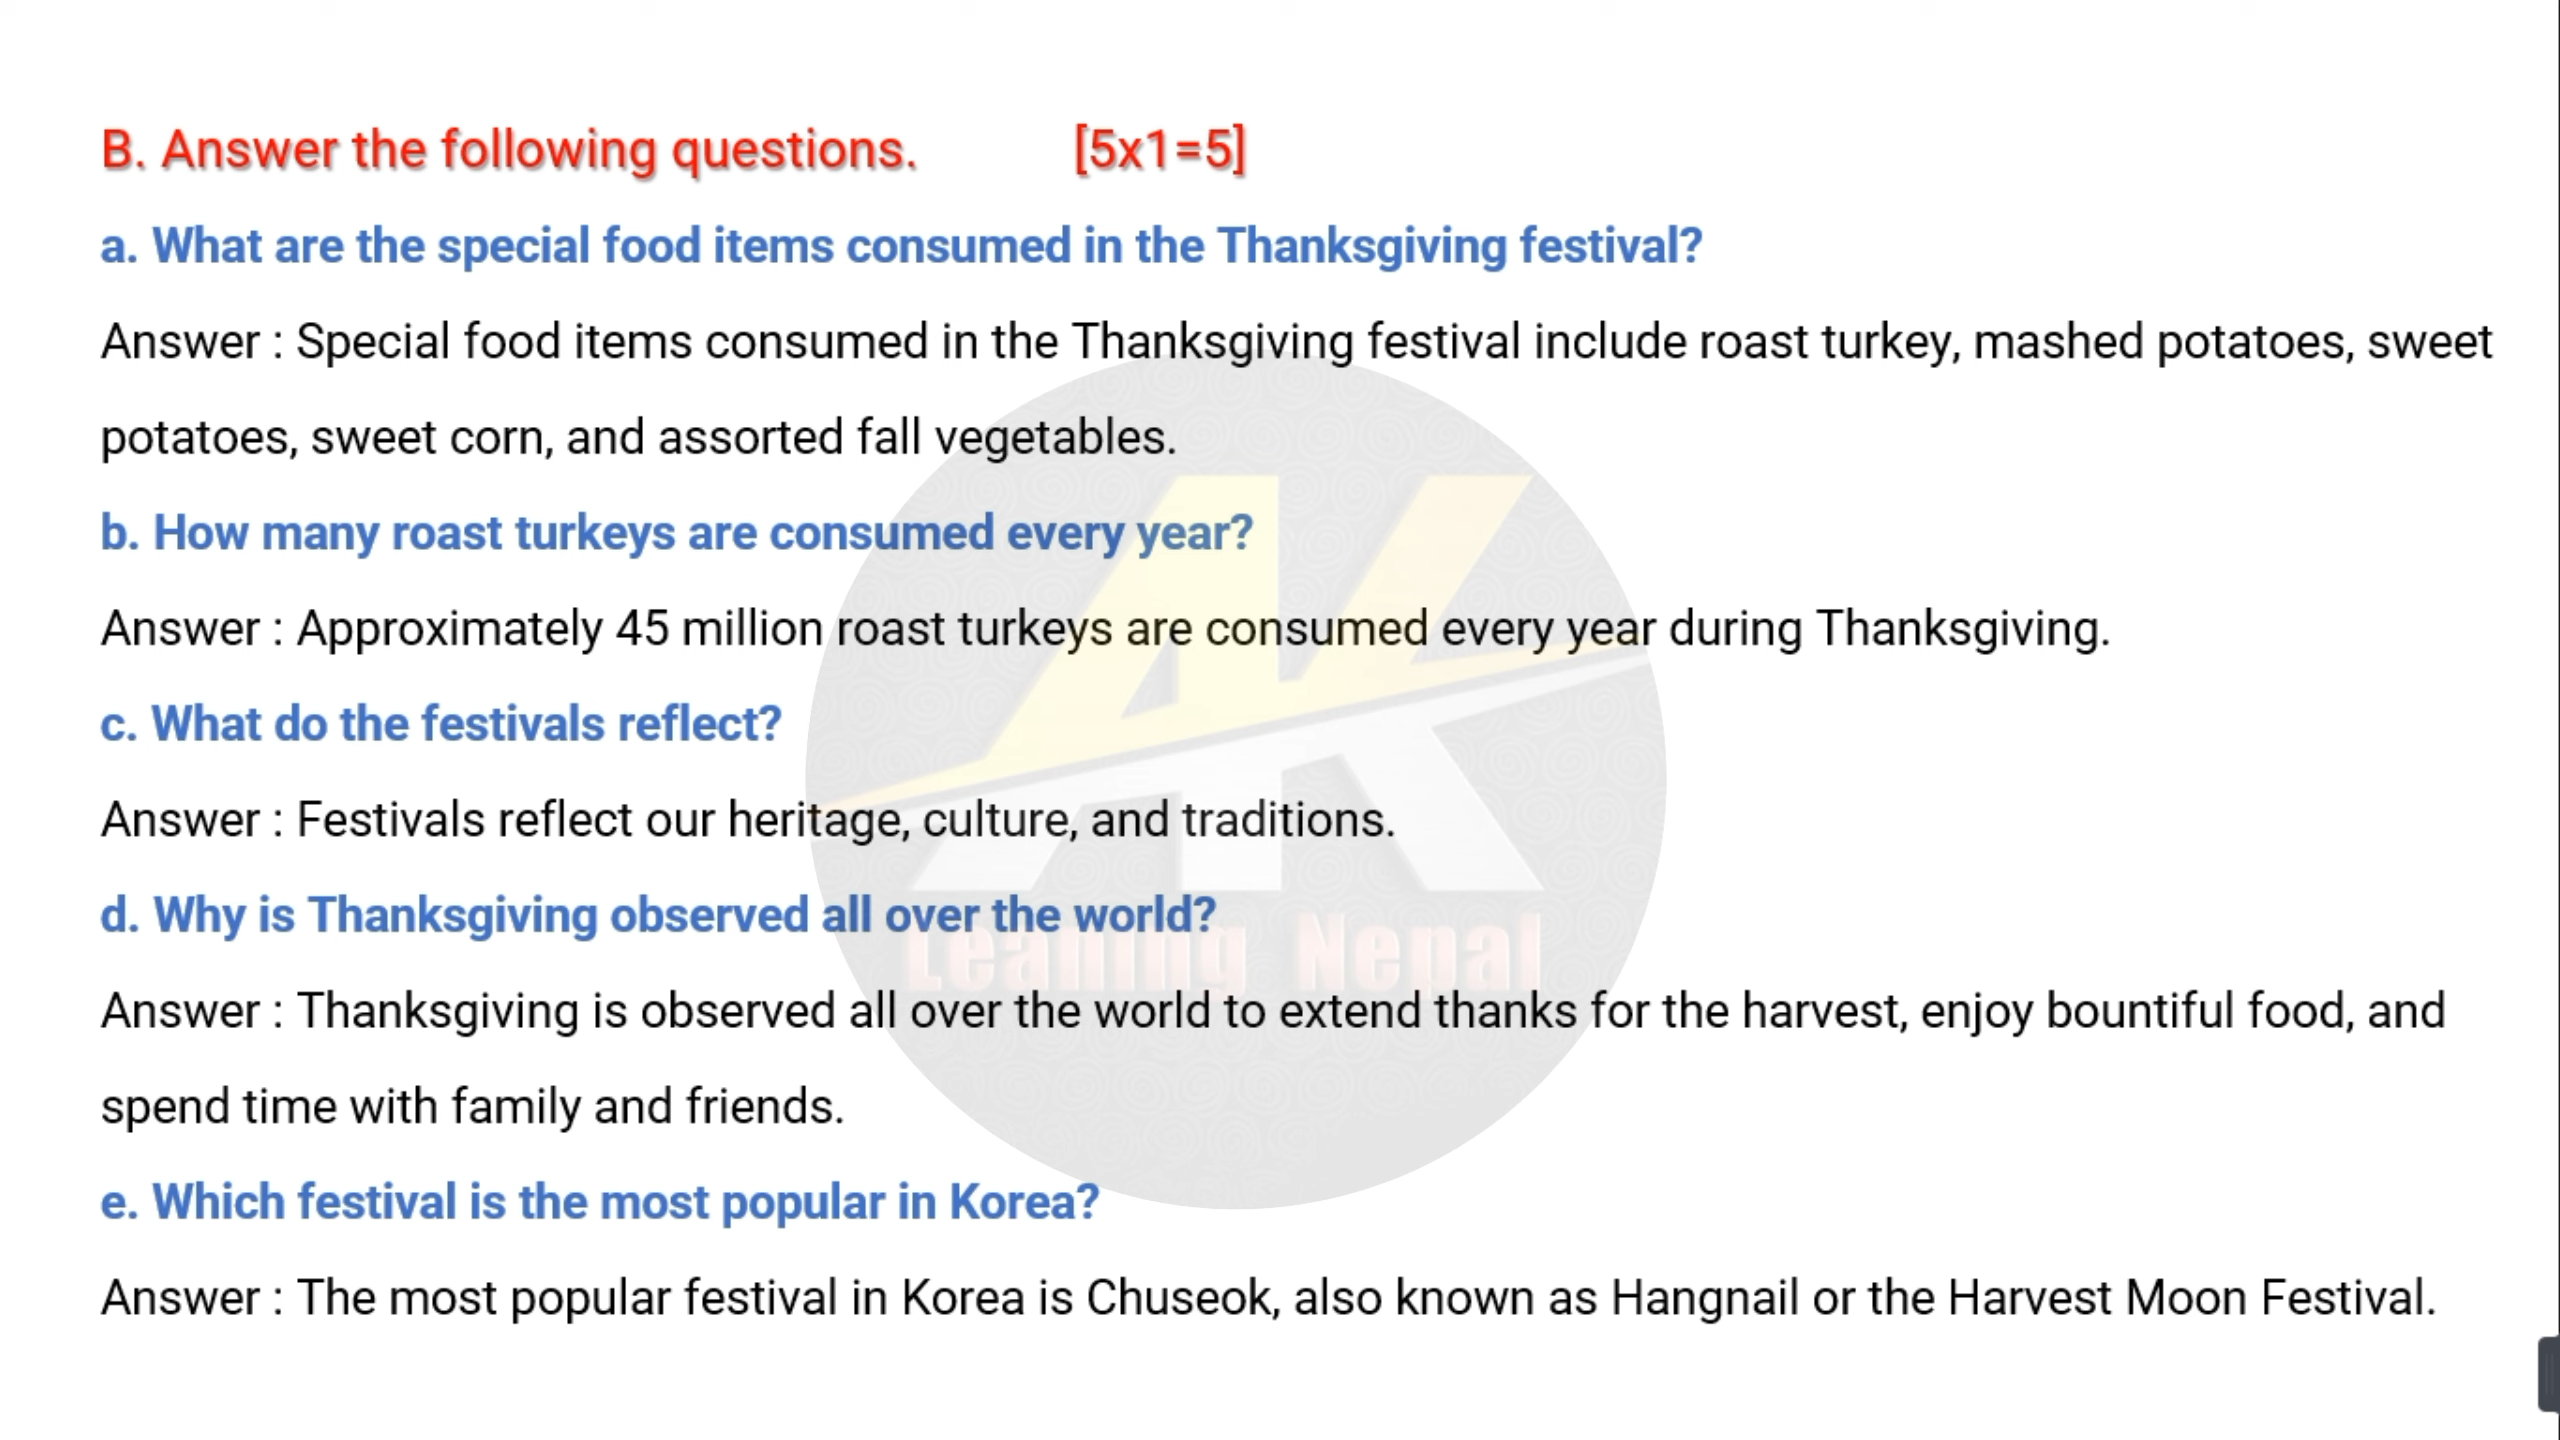 B. Answer the following questions. [5x1=5]
a. What are the special food items consumed in the Thanksgiving festival?
Answer : Special food items consumed in the Thanksgiving festival include roast turkey, mashed potatoes, sweet
potatoes, sweet corn, and assorted fall vegetables.
b. How many roast turkeys are consumed every year?
Answer : Approximately 45 million roast turkeys are consumed every year during Thanksgiving.
c. What do the festivals reflect?
Answer : Festivals reflect our heritage, culture, and traditions.
d. Why is Thanksgiving observed all over the world?
Answer : Thanksgiving is observed all over the world to extend thanks for the harvest, enjoy bountiful food, and
spend time with family and friends.
e. Which festival is the most popular in Korea?
Answer : The most popular festival in Korea is Chuseok, also known as Hangnail or the Harvest Moon Festival.
AK
Leaning Nepal